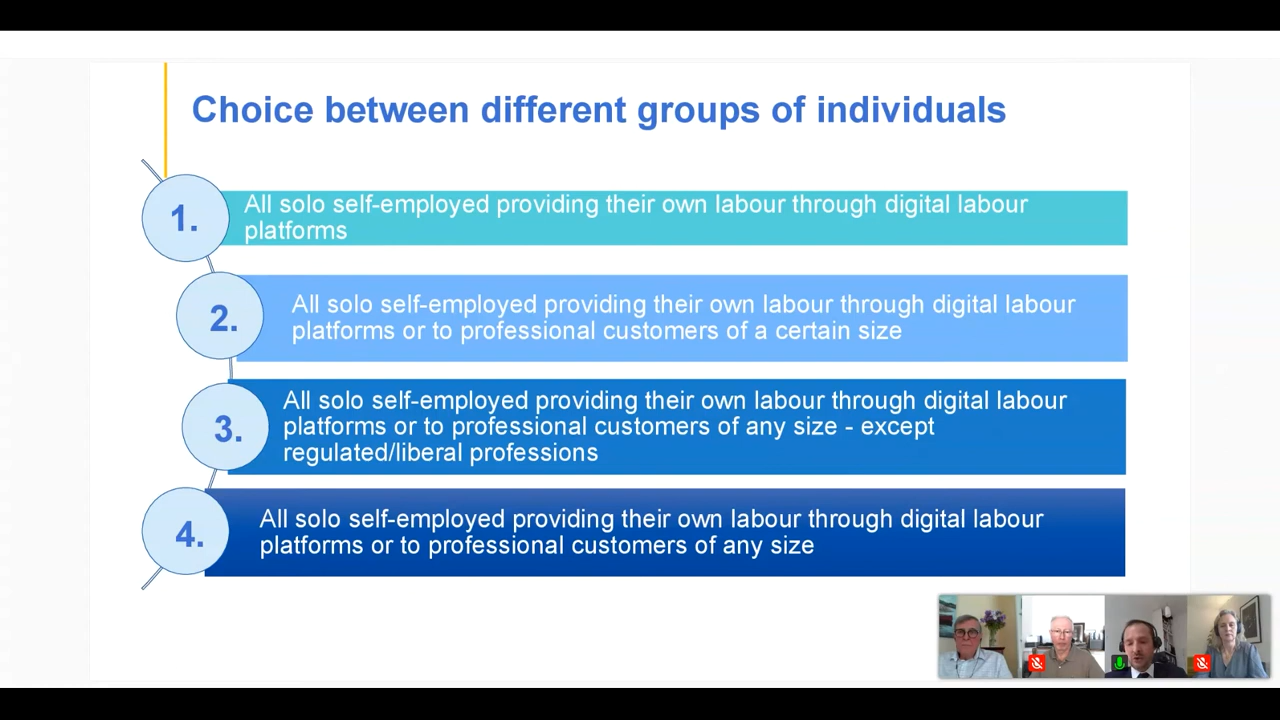 Choice between different groups of individuals
1.
All solo self-employed providing their own labour through digital labour
platforms
2.
All solo self-employed providing their own labour through digital labour
platforms or to professional customers of a certain size
3.
All solo self-employed providing their own labour through digital labour
platforms or to professional customers of any size - except
regulated/liberal professions
4.
All solo self-employed providing their own labour through digital labour
platforms or to professional customers of any size